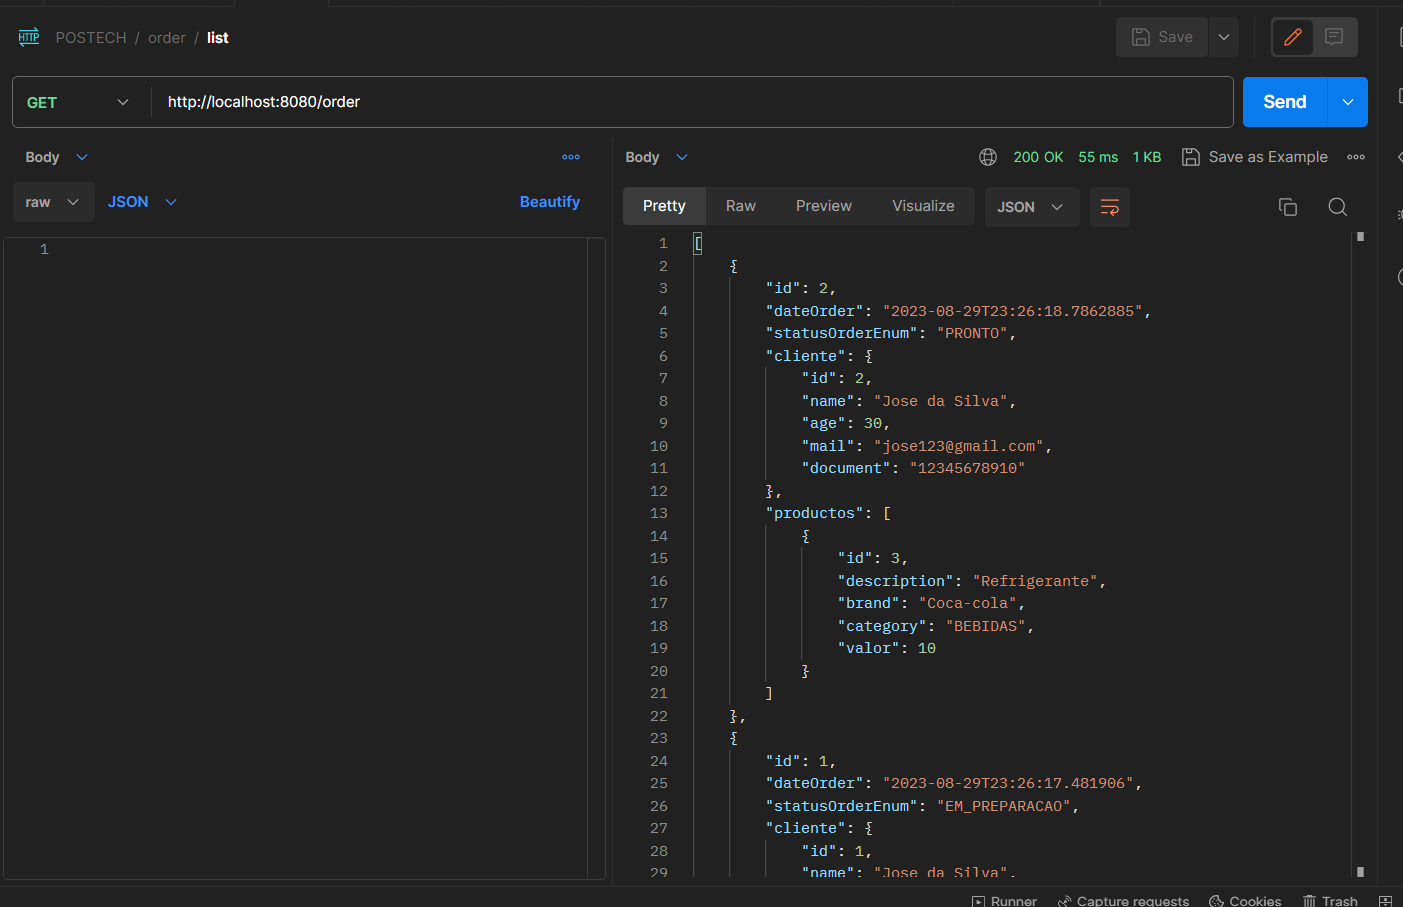 HTTP POSTECH / order / list Save
GET http://localhost:8080/order Send
Body
raw JSON Beautify
1
Body 200 OK 55 ms 1 KB Save as Example
Pretty Raw Preview Visualize JSON
1 [
2 {
3 "id": 2,
4 "dateOrder": "2023-08-29T23:26:18.7862885",
5 "statusOrderEnum": "PRONTO",
6 "cliente": {
7 "id": 2,
8 "name": "Jose da Silva",
9 "age": 30,
10 "mail": "jose123@gmail.com",
11 "document": "12345678910"
12 },
13 "productos": [
14 {
15 "id": 3,
16 "description": "Refrigerante",
17 "brand": "Coca-cola",
18 "category": "BEBIDAS",
19 "valor": 10
20 }
21 ]
22 },
23 {
24 "id": 1,
25 "dateOrder": "2023-08-29T23:26:17.481906",
26 "statusOrderEnum": "EM_PREPARACAO",
27 "cliente": {
28 "id": 1,
29 "name": "Jose da Silva",
Runner Capture requests Cookies Trash